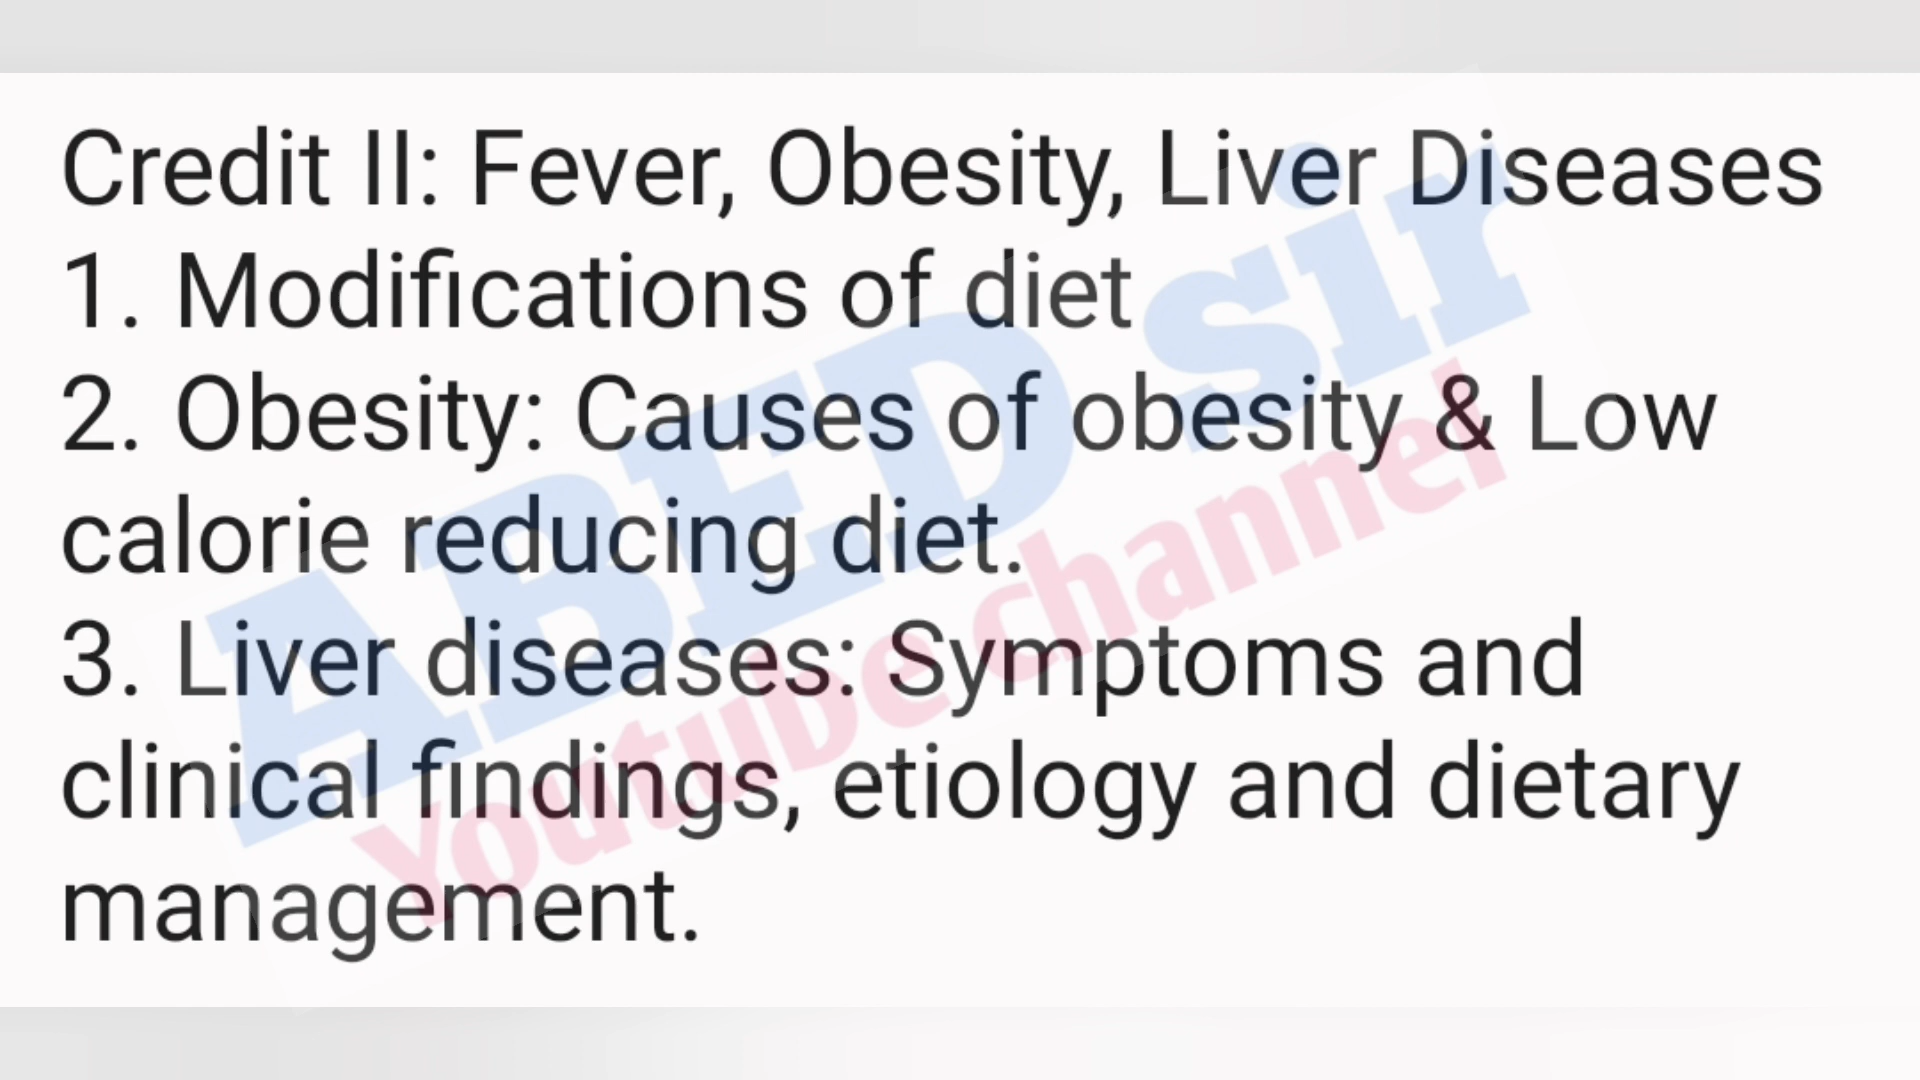 Credit II: Fever, Obesity, Liver Diseases
1. Modifications of diet
2. Obesity: Causes of obesity & Low
calorie reducing diet.
3. Liver diseases: Symptoms and
clinical findings, etiology and dietary
management.
ABED sir
Youtube channel